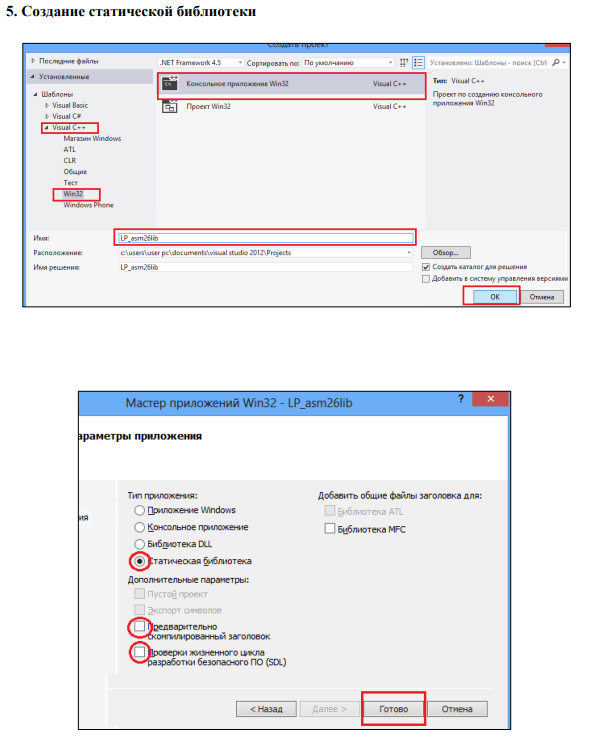 5. Создание статической библиотеки
Создать проект
Последние файлы
.NET Framework 4.5
Сортировать по: По умолчанию
Установлено: Шаблоны - поиск (Ctrl
Установленные
Консольное приложение Win32
Visual C++
Тип: Visual C++
Проект по созданию консольного
приложения Win32
Шаблоны
Visual Basic
Visual C#
Visual C++
Проект Win32
Visual C++
Магазин Windows
ATL
CLR
Общие
Тест
Win32
Windows Phone
Имя:
LP_asm26lib
Расположение:
c:\users\user pc\documents\visual studio 2012\Projects
Обзор...
Имя решения:
LP_asm26lib
Создать каталог для решения
Добавить в систему управления версиями
OK
Отмена
Мастер приложений Win32 - LP_asm26lib
? ×
араметры приложения
ия
Тип приложения:
Приложение Windows
Консольное приложение
Библиотека DLL
Статическая библиотека
Дополнительные параметры:
Пустой проект
Экспорт символов
Предварительно
скомпилированный заголовок
Проверки жизненного цикла
разработки безопасного ПО (SDL)
Добавить общие файлы заголовка для:
Библиотека ATL
Библиотека MFC
< Назад
Далее >
Готово
Отмена